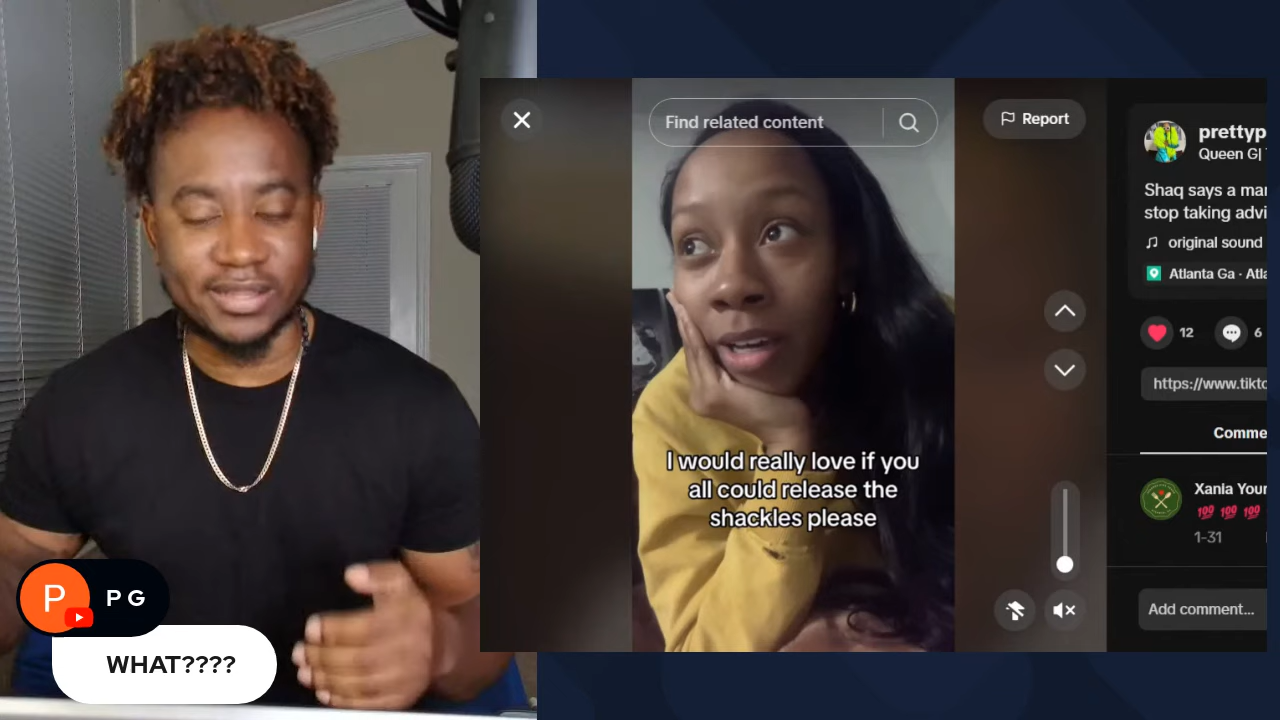 P
P G
WHAT????
Find related content
Report
I would really love if you
all could release the
shackles please
prettyp
Queen G|
Shaq says a mar
stop taking advi
original sound
Atlanta Ga · Atla
12
6
https://www.tikto
Comme
Xania Your
💯 💯 💯
1-31
Add comment...